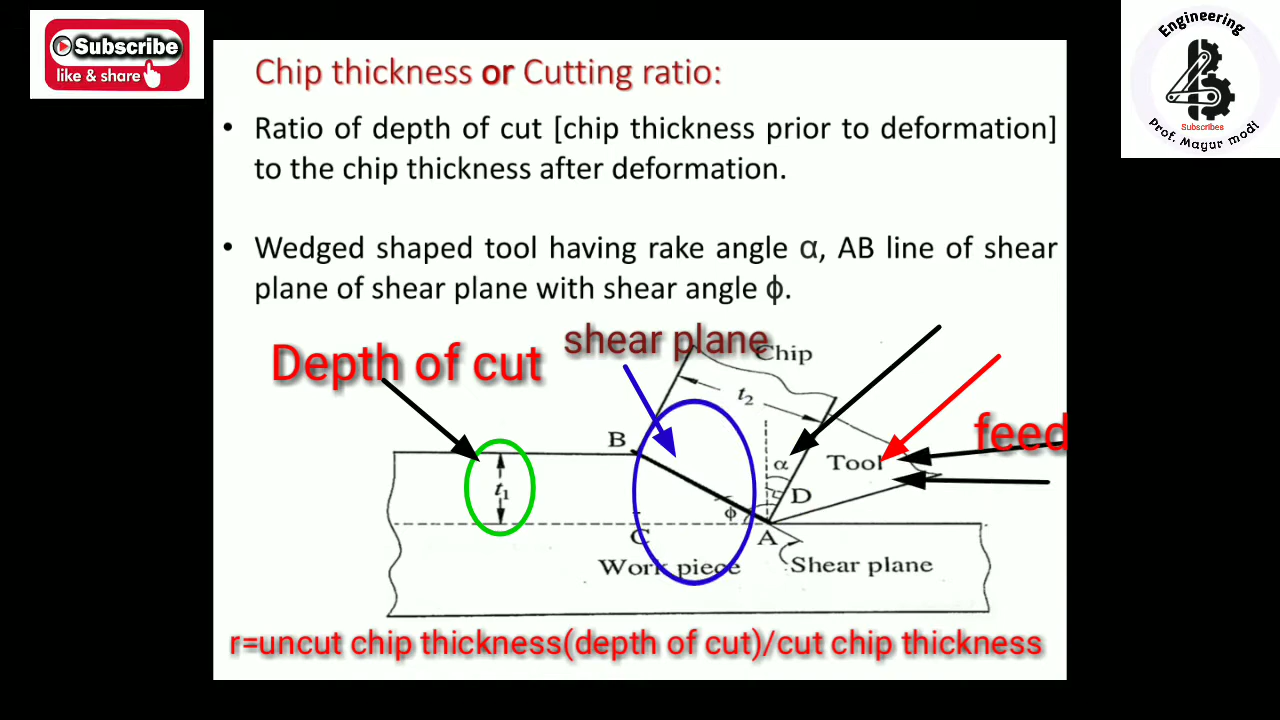 Subscribe
like & share
Engineering
Subscribes
Prof. Mayur modi
Chip thickness or Cutting ratio:
• Ratio of depth of cut [chip thickness prior to deformation]
to the chip thickness after deformation.
• Wedged shaped tool having rake angle α, AB line of shear
plane of shear plane with shear angle ϕ.
Depth of cut
shear plane
Chip
t₂
feed
B
α
Tool
t₁
D
ϕ
C
A
Work piece
Shear plane
r=uncut chip thickness(depth of cut)/cut chip thickness